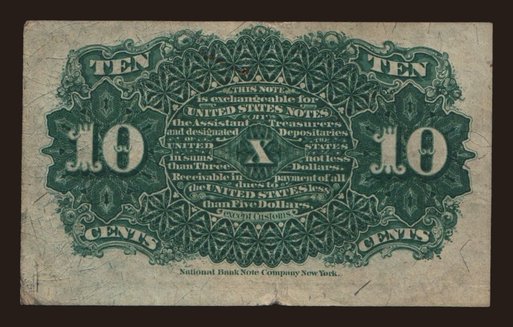 TEN TEN
THIS NOTE
is exchangeable for
UNITED STATES NOTES
BY
the Assistant Treasurers
and designated Depositaries
OF THE
UNITED STATES
10 X 10
in sums not less
than Three Dollars.
Receivable in payment of all
dues to
the UNITED STATES less
than Five Dollars,
except Customs.
CENTS CENTS
National Bank Note Company New York.